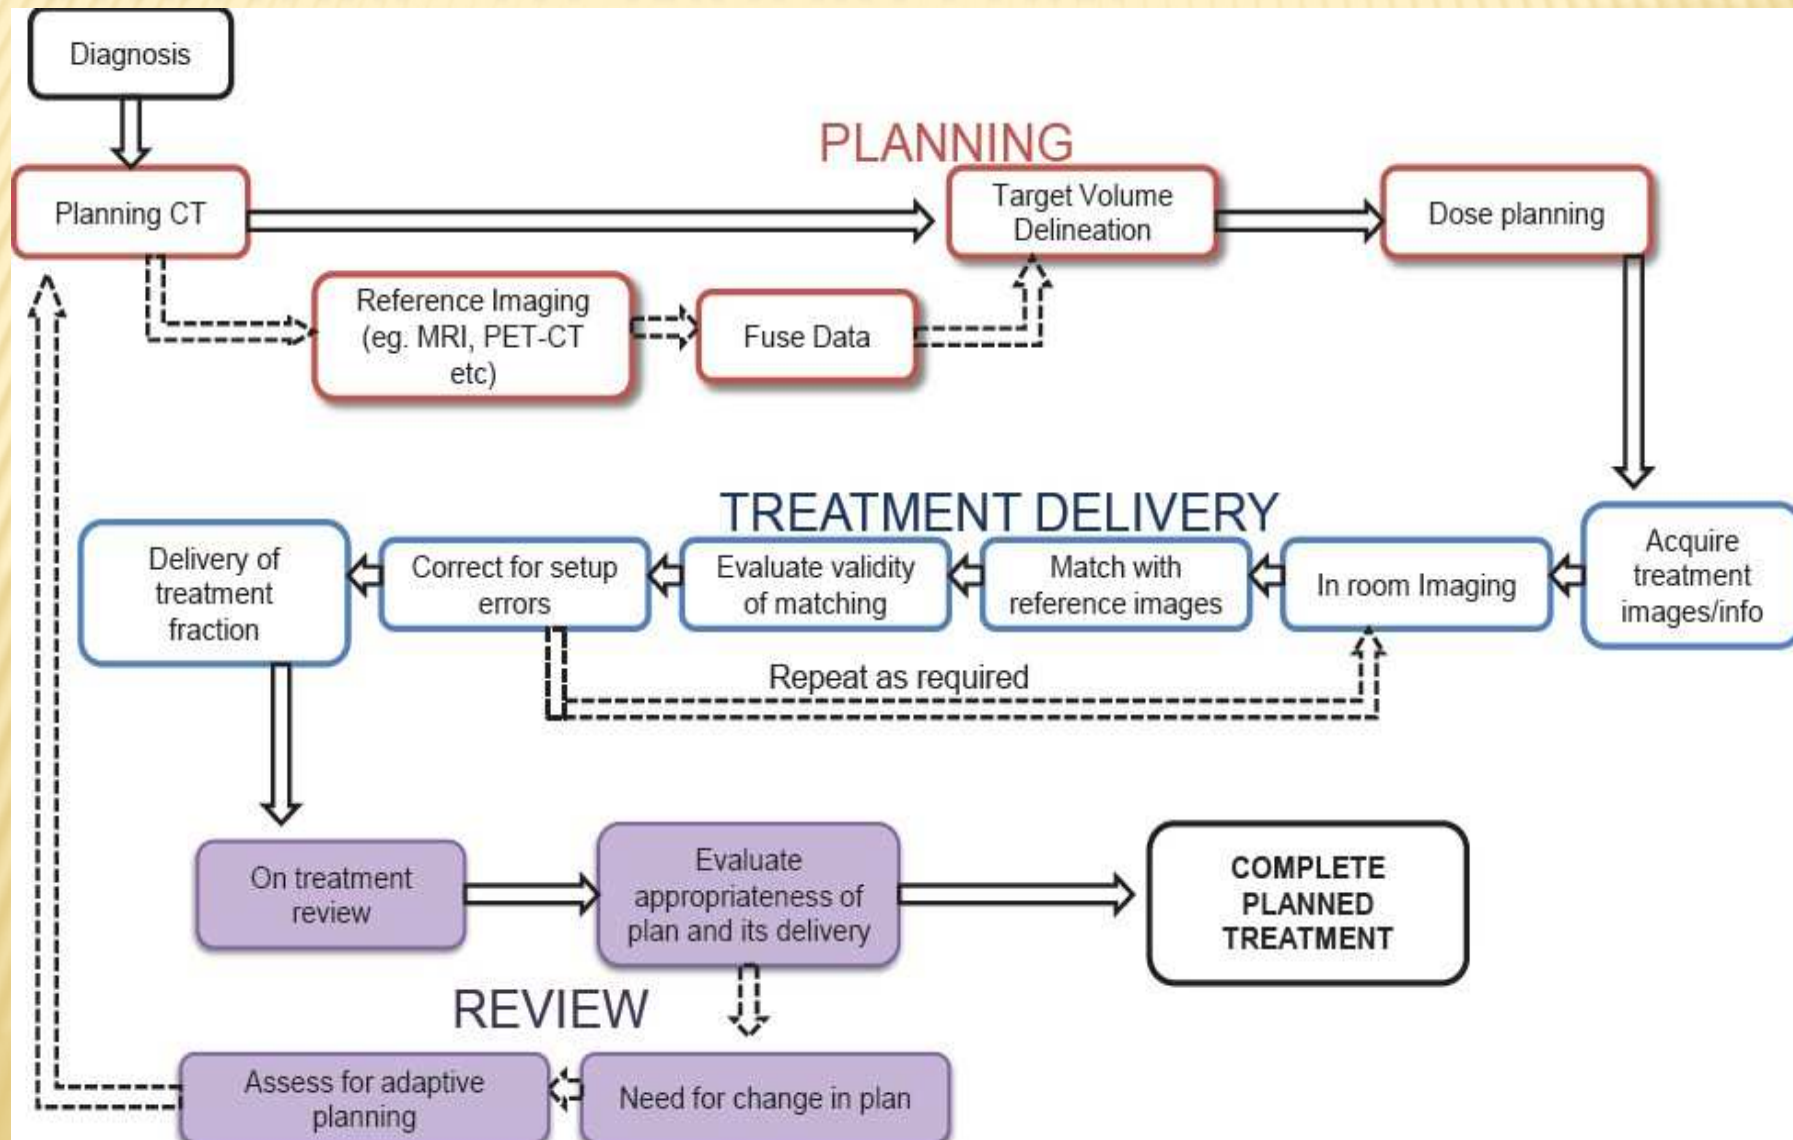 Diagnosis
PLANNING
Planning CT
Target Volume
Delineation
Dose planning
Reference Imaging
(eg. MRI, PET-CT
etc)
Fuse Data
TREATMENT DELIVERY
Acquire
treatment
images/info
In room Imaging
Match with
reference images
Evaluate validity
of matching
Correct for setup
errors
Delivery of
treatment
fraction
Repeat as required
On treatment
review
Evaluate
appropriateness of
plan and its delivery
COMPLETE
PLANNED
TREATMENT
REVIEW
Need for change in plan
Assess for adaptive
planning